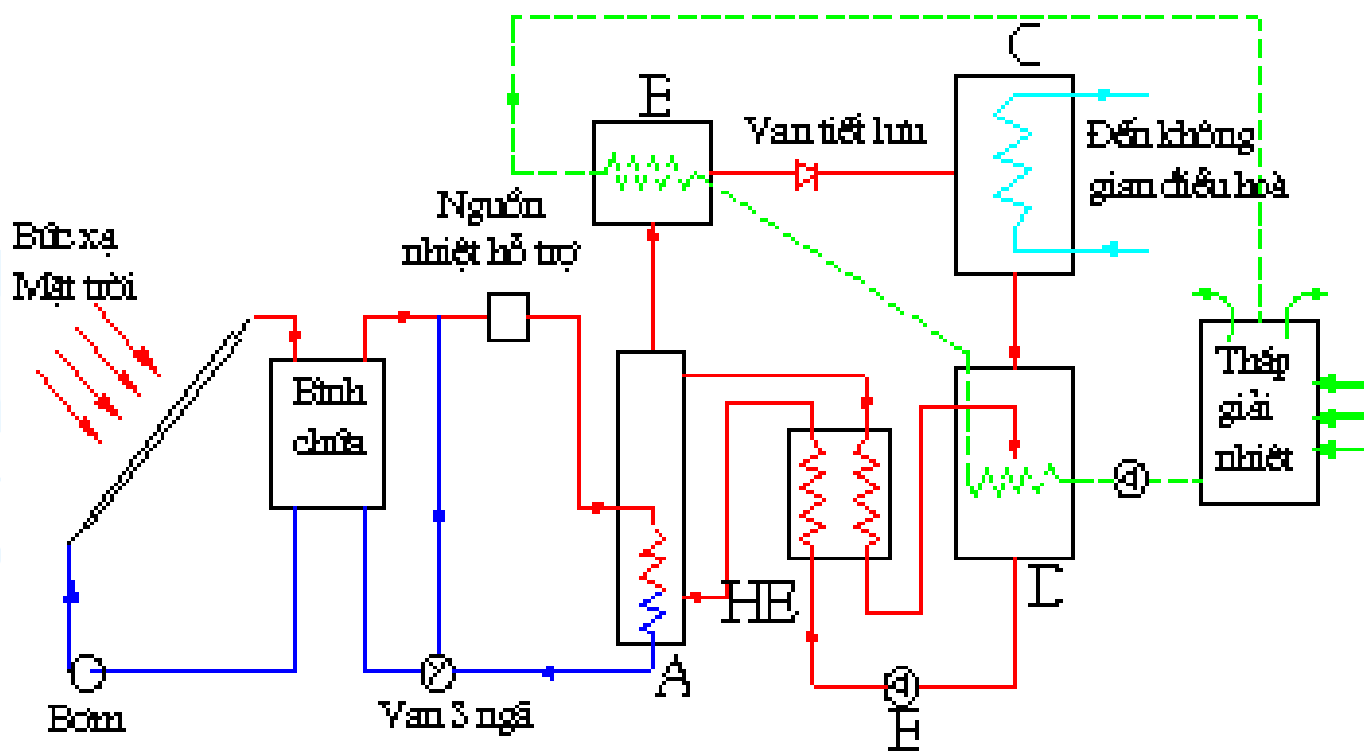 C
B
Van tiết lưu
Đến không
gian điều hoà
Nguồn
nhiệt hỗ trợ
Bức xạ
Mặt trời
Bình
chứa
Tháp
giải
nhiệt
HE
D
A
Bơm
Van 3 ngã
E